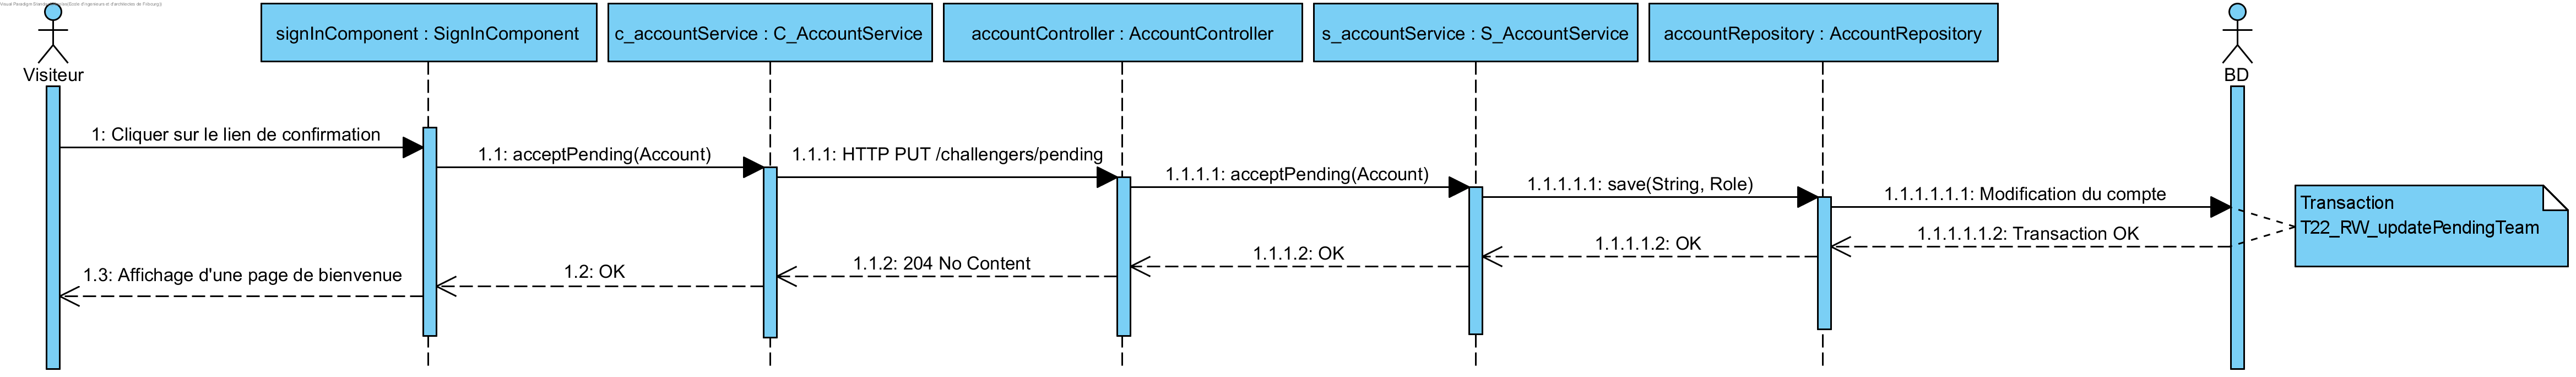 Visiteur
signInComponent : SignInComponent
c_accountService : C_AccountService
accountController : AccountController
s_accountService : S_AccountService
accountRepository : AccountRepository
BD
1: Cliquer sur le lien de confirmation
1.1: acceptPending(Account)
1.1.1: HTTP PUT /challengers/pending
1.1.1.1: acceptPending(Account)
1.1.1.1.1: save(String, Role)
1.1.1.1.1.1: Modification du compte
Transaction
T22_RW_updatePendingTeam
1.1.1.1.1.2: Transaction OK
1.1.1.1.2: OK
1.1.1.2: OK
1.1.2: 204 No Content
1.2: OK
1.3: Affichage d'une page de bienvenue